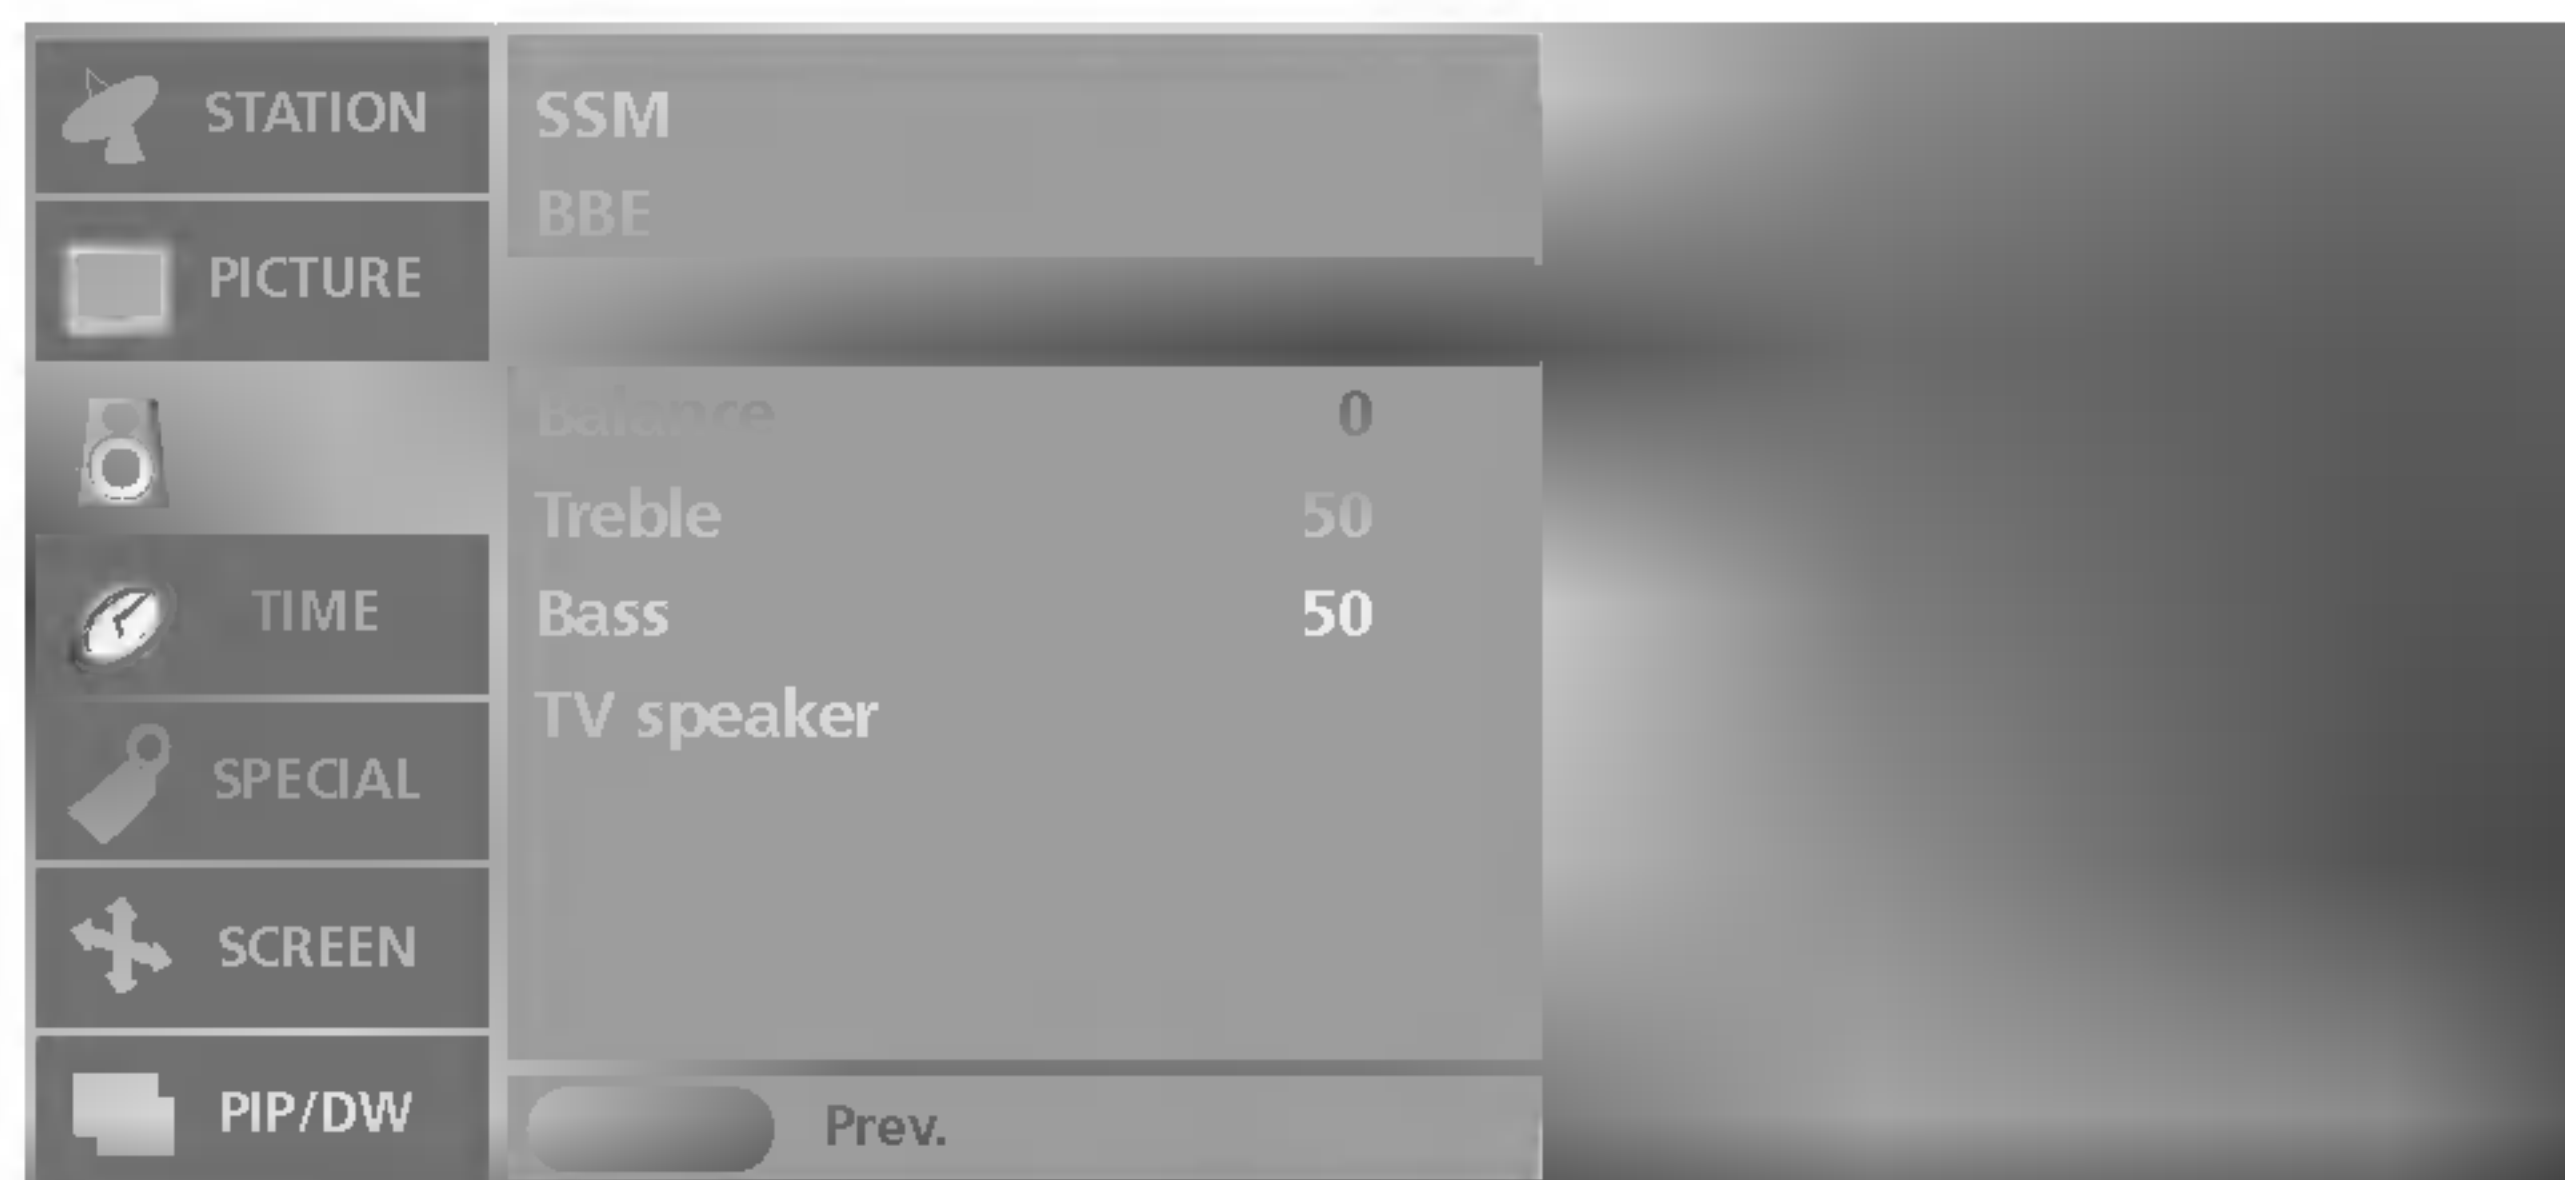 STATION
PICTURE
TIME
SPECIAL
SCREEN
PIP/DW
SSM
BBE
Balance 0
Treble 50
Bass 50
TV speaker
Prev.